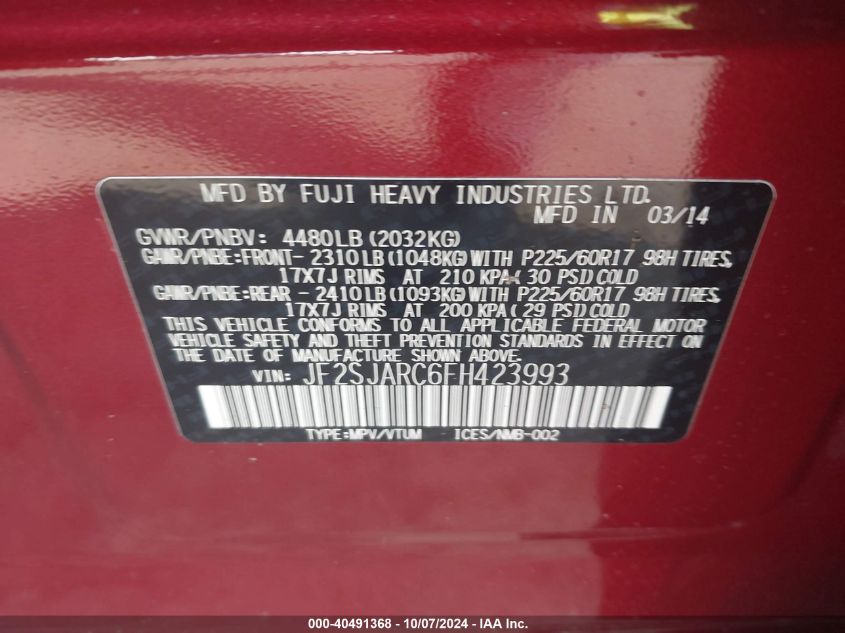 MFD BY FUJI HEAVY INDUSTRIES LTD.
MFD IN 03/14
GVWR/PNBV: 4480LB (2032KG)
GAWR/PNBE:FRONT- 2310LB (1048KG) WITH P225/60R17 98H TIRES,
17X7J RIMS AT 210 KPA( 30 PSI) COLD
GAWR/PNBE:REAR - 2410LB (1093KG) WITH P225/60R17 98H TIRES,
17X7J RIMS AT 200 KPA( 29 PSI) COLD
THIS VEHICLE CONFORMS TO ALL APPLICABLE FEDERAL MOTOR
VEHICLE SAFETY AND THEFT PREVENTION STANDARDS IN EFFECT ON
THE DATE OF MANUFACTURE SHOWN ABOVE.
VIN: JF2SJARC6FH423993
TYPE:MPV/VTUM ICES/NMB-002
000-40491368 - 10/07/2024 - IAA Inc.